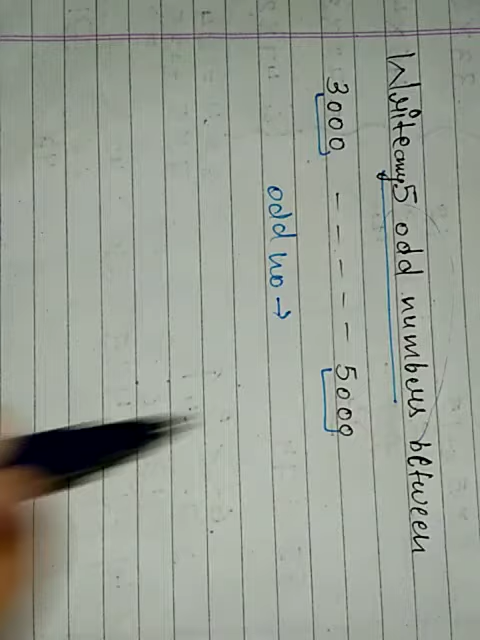 Write any 5 odd numbers between
3000 - - - - - - 5000
odd no →